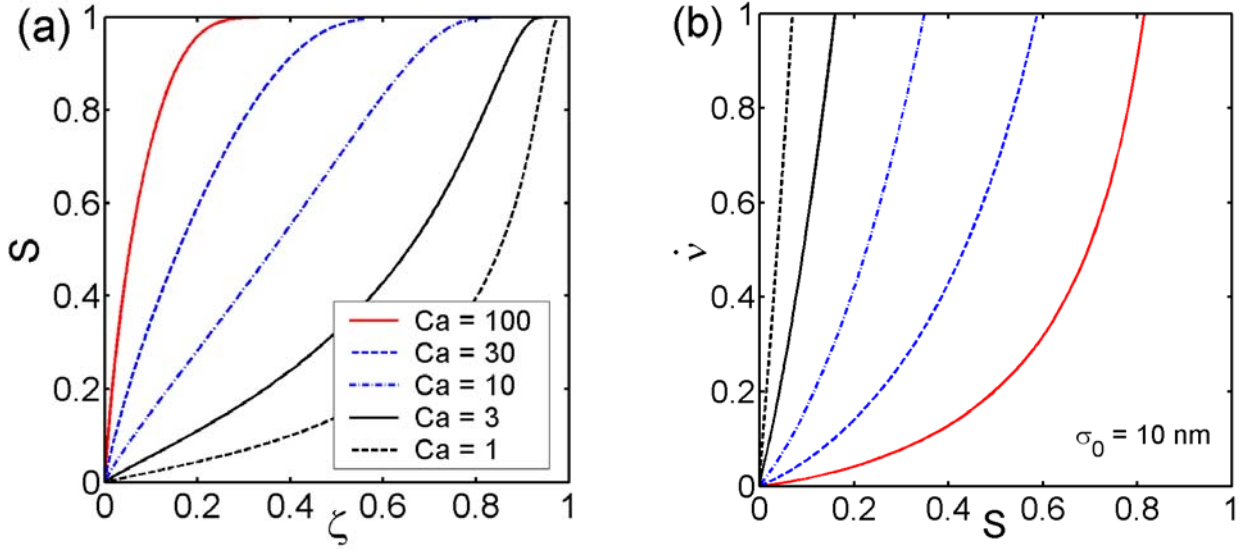 (a)
1
0.8
0.6
0.4
0.2
0
S
0 0.2 0.4 0.6 0.8 1
ζ
Ca = 100
Ca = 30
Ca = 10
Ca = 3
Ca = 1
(b)
1
0.8
0.6
0.4
0.2
0
ν̇
0 0.2 0.4 0.6 0.8 1
S
σ₀ = 10 nm